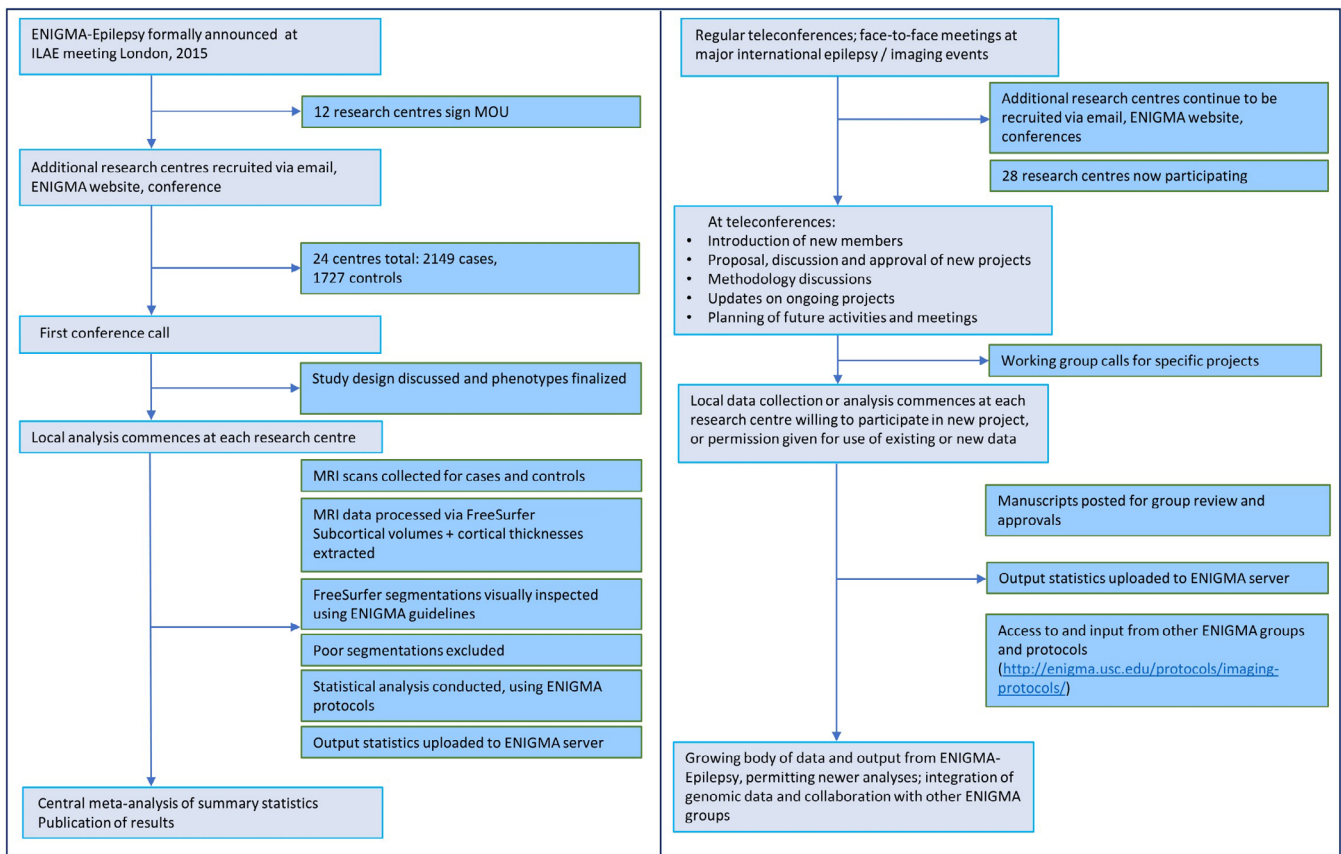 ENIGMA-Epilepsy formally announced at
ILAE meeting London, 2015
12 research centres sign MOU
Additional research centres recruited via email,
ENIGMA website, conference
24 centres total: 2149 cases,
1727 controls
First conference call
Study design discussed and phenotypes finalized
Local analysis commences at each research centre
MRI scans collected for cases and controls
MRI data processed via FreeSurfer
Subcortical volumes + cortical thicknesses
extracted
FreeSurfer segmentations visually inspected
using ENIGMA guidelines
Poor segmentations excluded
Statistical analysis conducted, using ENIGMA
protocols
Output statistics uploaded to ENIGMA server
Central meta-analysis of summary statistics
Publication of results
Regular teleconferences; face-to-face meetings at
major international epilepsy / imaging events
Additional research centres continue to be
recruited via email, ENIGMA website,
conferences
28 research centres now participating
At teleconferences:
• Introduction of new members
• Proposal, discussion and approval of new projects
• Methodology discussions
• Updates on ongoing projects
• Planning of future activities and meetings
Working group calls for specific projects
Local data collection or analysis commences at each
research centre willing to participate in new project,
or permission given for use of existing or new data
Manuscripts posted for group review and
approvals
Output statistics uploaded to ENIGMA server
Access to and input from other ENIGMA groups
and protocols
(http://enigma.usc.edu/protocols/imaging-
protocols/)
Growing body of data and output from ENIGMA-
Epilepsy, permitting newer analyses; integration of
genomic data and collaboration with other ENIGMA
groups